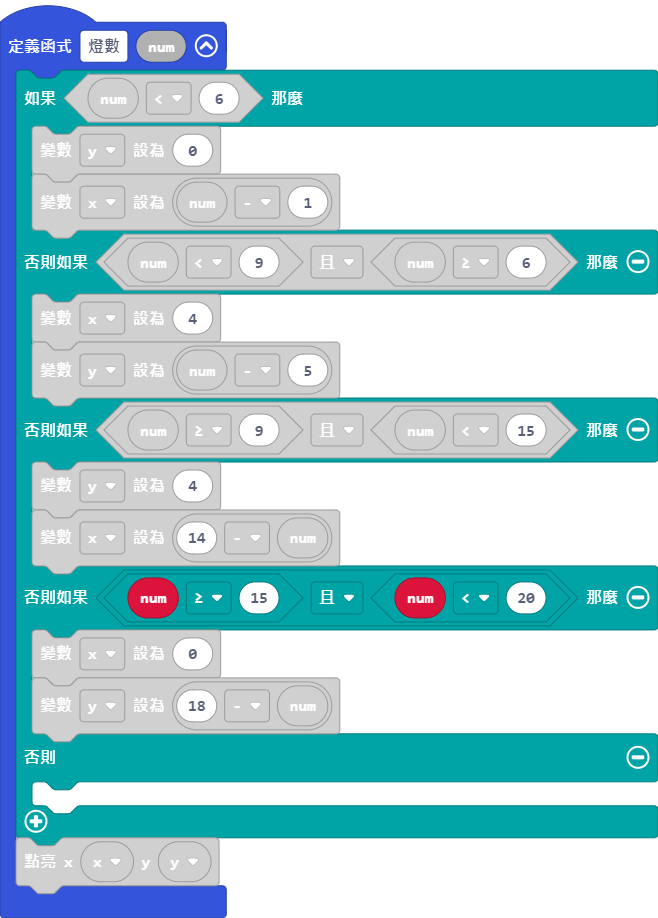 定義函式 燈數 num
如果 num < 6 那麼
變數 y 設為 0
變數 x 設為 num - 1
否則如果 num < 9 且 num ≥ 6 那麼
變數 x 設為 4
變數 y 設為 num - 5
否則如果 num ≥ 9 且 num < 15 那麼
變數 y 設為 4
變數 x 設為 14 - num
否則如果 num ≥ 15 且 num < 20 那麼
變數 x 設為 0
變數 y 設為 18 - num
否則
點亮 x x y y